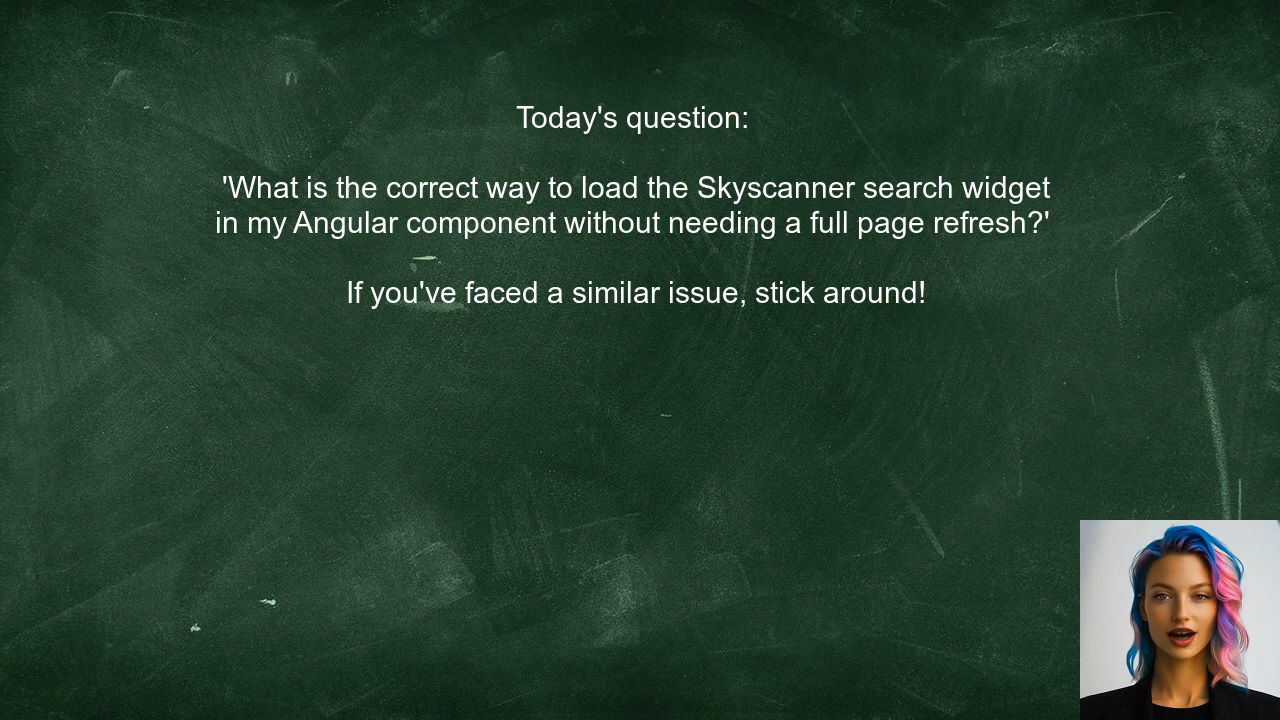 Today's question:
'What is the correct way to load the Skyscanner search widget
in my Angular component without needing a full page refresh?'
If you've faced a similar issue, stick around!